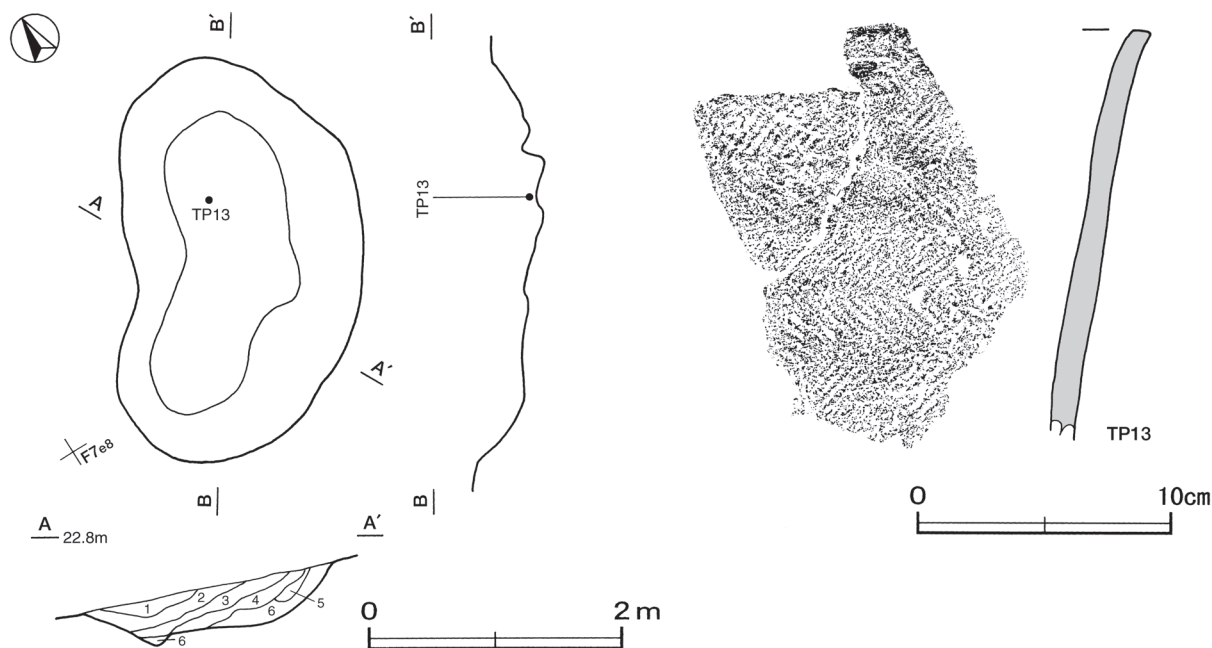 B′
B′
A
TP13
TP13
A′
F7e8
B
B
A 22.8m A′
1 2 3 4 5 6 6
0 2 m
TP13
0 10cm